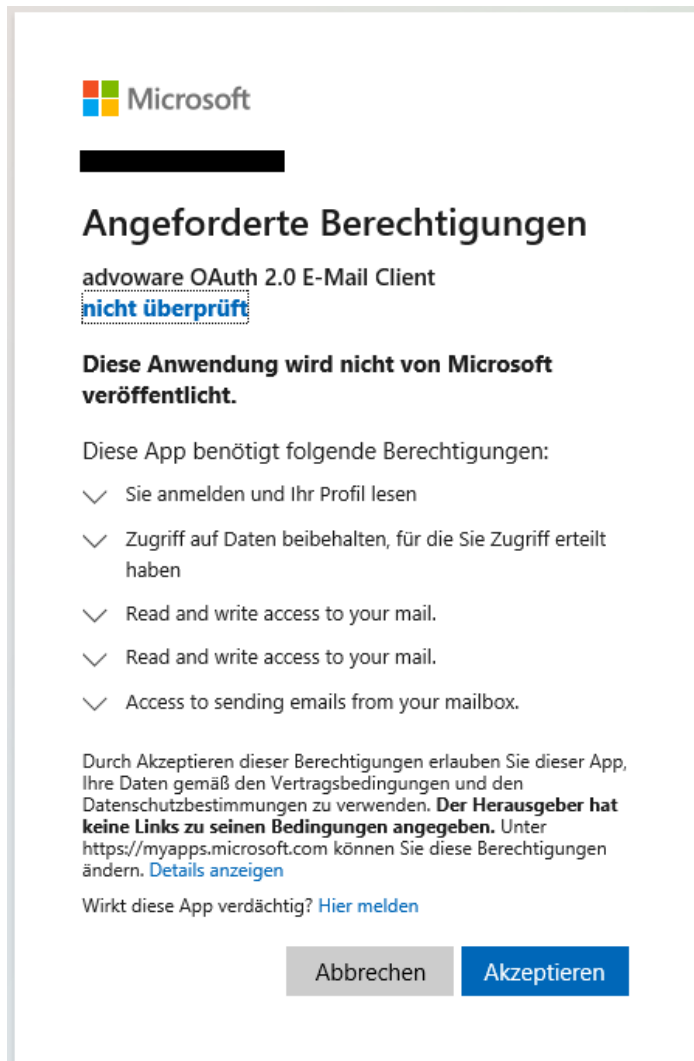 Microsoft
Angeforderte Berechtigungen
advoware OAuth 2.0 E-Mail Client
nicht überprüft
Diese Anwendung wird nicht von Microsoft
veröffentlicht.
Diese App benötigt folgende Berechtigungen:
Sie anmelden und Ihr Profil lesen
Zugriff auf Daten beibehalten, für die Sie Zugriff erteilt
haben
Read and write access to your mail.
Read and write access to your mail.
Access to sending emails from your mailbox.
Durch Akzeptieren dieser Berechtigungen erlauben Sie dieser App,
Ihre Daten gemäß den Vertragsbedingungen und den
Datenschutzbestimmungen zu verwenden. Der Herausgeber hat
keine Links zu seinen Bedingungen angegeben. Unter
https://myapps.microsoft.com können Sie diese Berechtigungen
ändern. Details anzeigen
Wirkt diese App verdächtig? Hier melden
Abbrechen
Akzeptieren